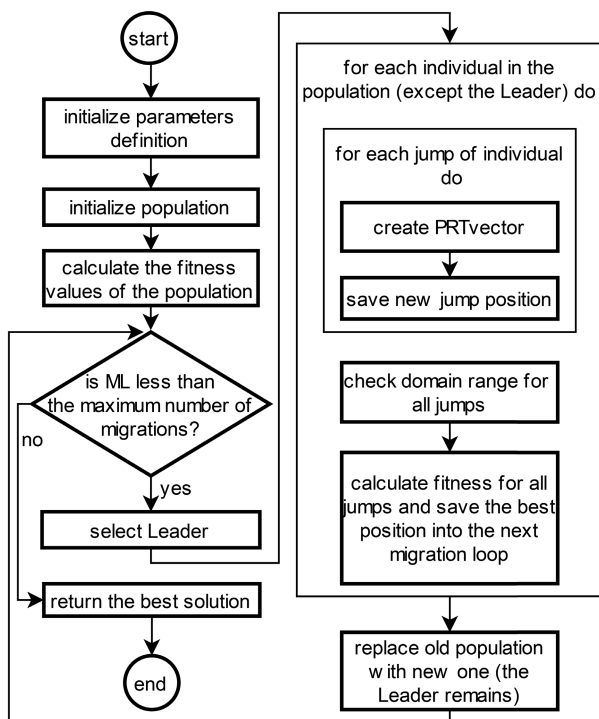 start
initialize parameters
definition
initialize population
calculate the fitness
values of the population
is ML less than
the maximum number of
migrations?
no
yes
select Leader
return the best solution
end
for each individual in the
population (except the Leader) do
for each jump of individual
do
create PRTvector
save new jump position
check domain range for
all jumps
calculate fitness for all
jumps and save the best
position into the next
migration loop
replace old population
with new one (the
Leader remains)